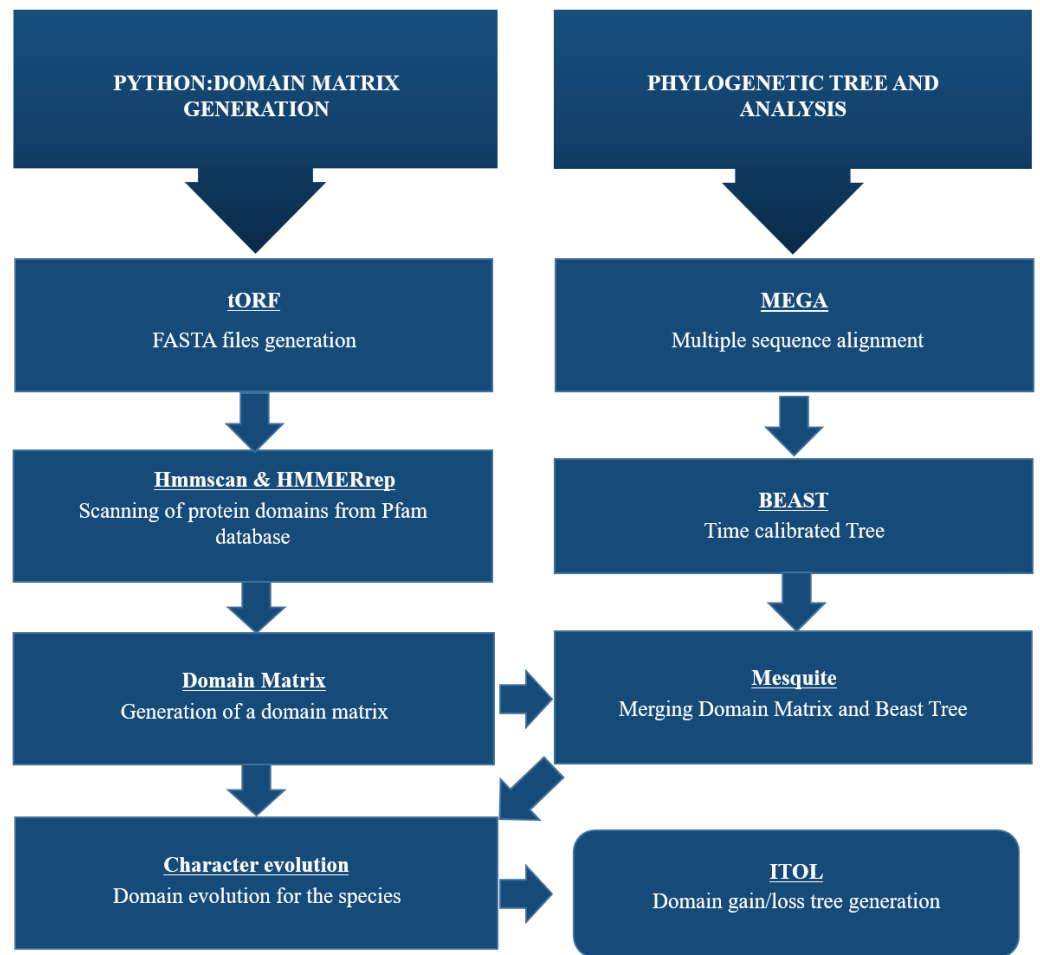 PYTHON:DOMAIN MATRIX
GENERATION
tORF
FASTA files generation
Hmmscan & HMMERrep
Scanning of protein domains from Pfam
database
Domain Matrix
Generation of a domain matrix
Character evolution
Domain evolution for the species
PHYLOGENETIC TREE AND
ANALYSIS
MEGA
Multiple sequence alignment
BEAST
Time calibrated Tree
Mesquite
Merging Domain Matrix and Beast Tree
ITOL
Domain gain/loss tree generation